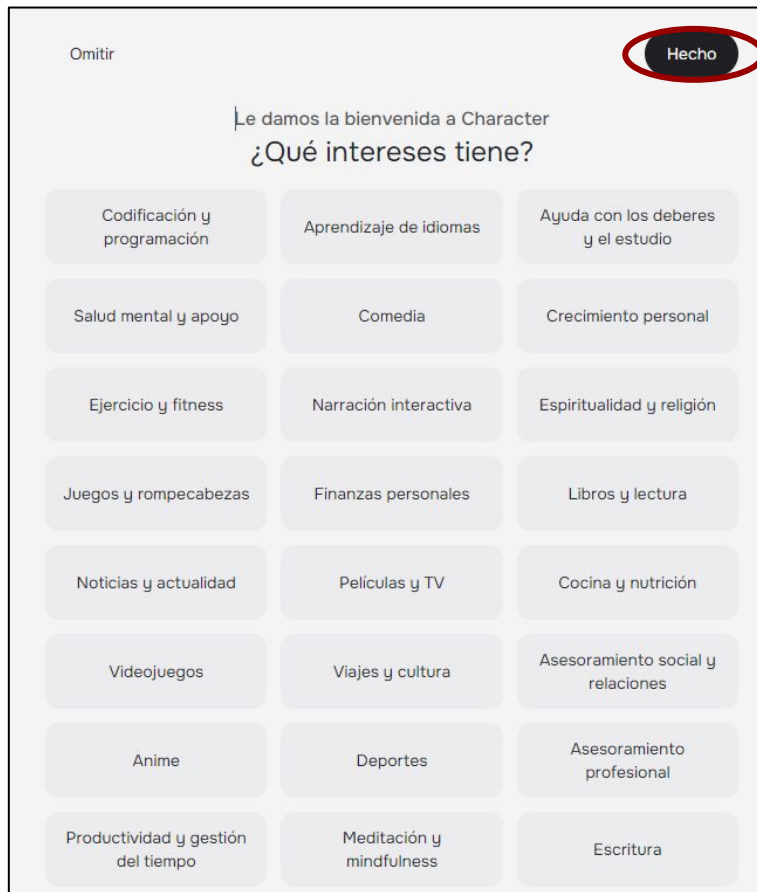 Omitir
Hecho
Le damos la bienvenida a Character
¿Qué intereses tiene?
Codificación y
programación
Aprendizaje de idiomas
Ayuda con los deberes
y el estudio
Salud mental y apoyo
Comedia
Crecimiento personal
Ejercicio y fitness
Narración interactiva
Espiritualidad y religión
Juegos y rompecabezas
Finanzas personales
Libros y lectura
Noticias y actualidad
Películas y TV
Cocina y nutrición
Videojuegos
Viajes y cultura
Asesoramiento social y
relaciones
Anime
Deportes
Asesoramiento
profesional
Productividad y gestión
del tiempo
Meditación y
mindfulness
Escritura